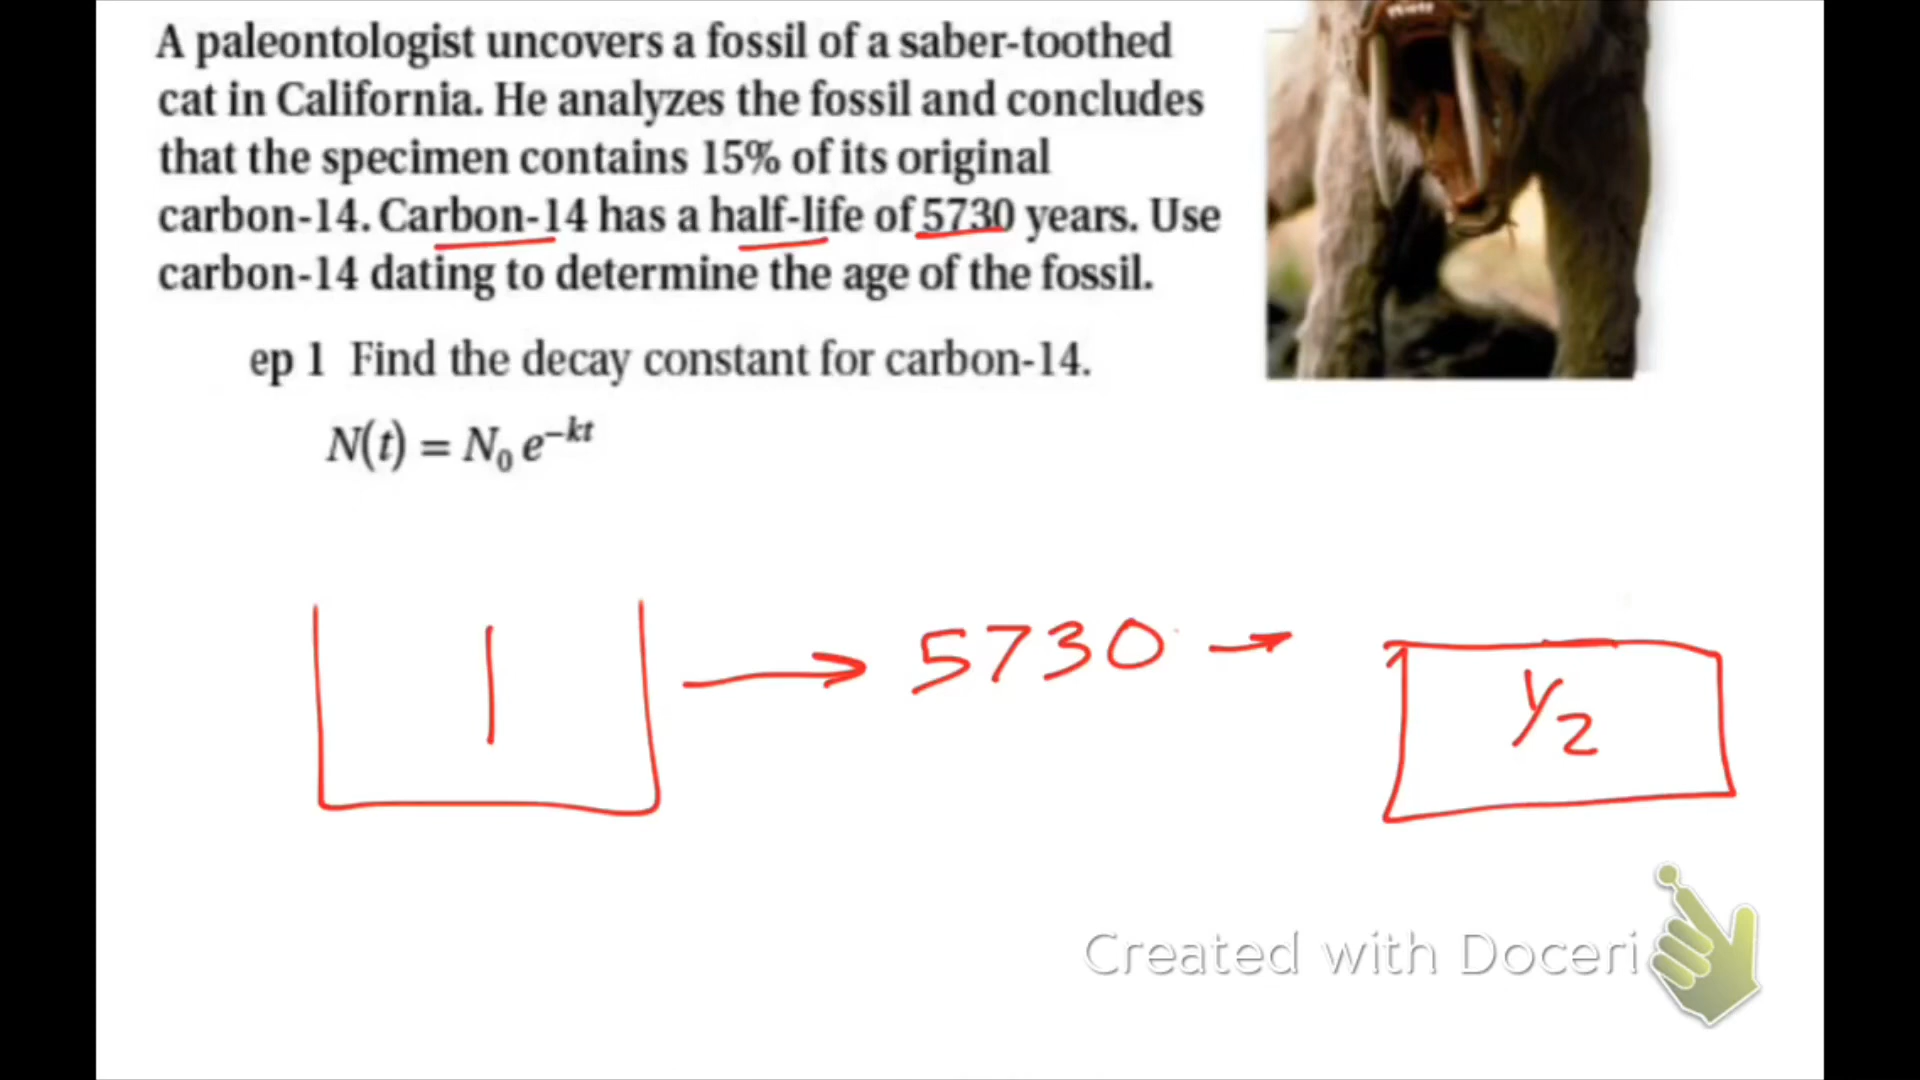 A paleontologist uncovers a fossil of a saber-toothed
cat in California. He analyzes the fossil and concludes
that the specimen contains 15% of its original
carbon-14. Carbon-14 has a half-life of 5730 years. Use
carbon-14 dating to determine the age of the fossil.
ep 1 Find the decay constant for carbon-14.
N(t) = N₀ e^{-kt}
1 → 5730 → 1/2
Created with Doceri